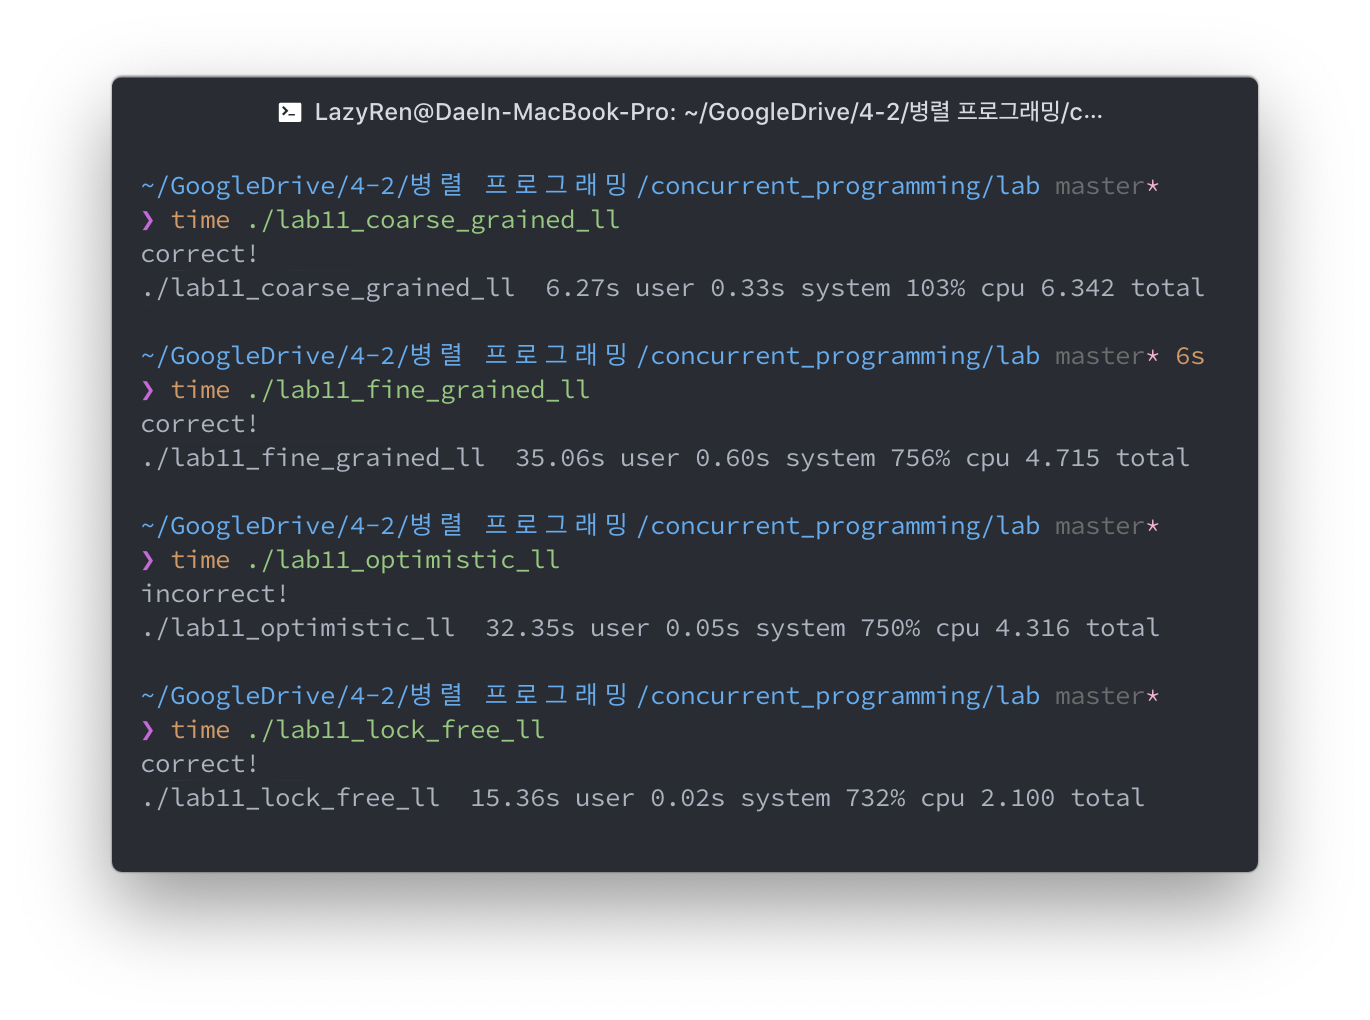 LazyRen@DaeIn-MacBook-Pro: ~/GoogleDrive/4-2/병렬 프로그래밍/c...
~/GoogleDrive/4-2/병렬 프로그래밍/concurrent_programming/lab master*
❯ time ./lab11_coarse_grained_ll
correct!
./lab11_coarse_grained_ll  6.27s user 0.33s system 103% cpu 6.342 total
~/GoogleDrive/4-2/병렬 프로그래밍/concurrent_programming/lab master* 6s
❯ time ./lab11_fine_grained_ll
correct!
./lab11_fine_grained_ll  35.06s user 0.60s system 756% cpu 4.715 total
~/GoogleDrive/4-2/병렬 프로그래밍/concurrent_programming/lab master*
❯ time ./lab11_optimistic_ll
incorrect!
./lab11_optimistic_ll  32.35s user 0.05s system 750% cpu 4.316 total
~/GoogleDrive/4-2/병렬 프로그래밍/concurrent_programming/lab master*
❯ time ./lab11_lock_free_ll
correct!
./lab11_lock_free_ll  15.36s user 0.02s system 732% cpu 2.100 total